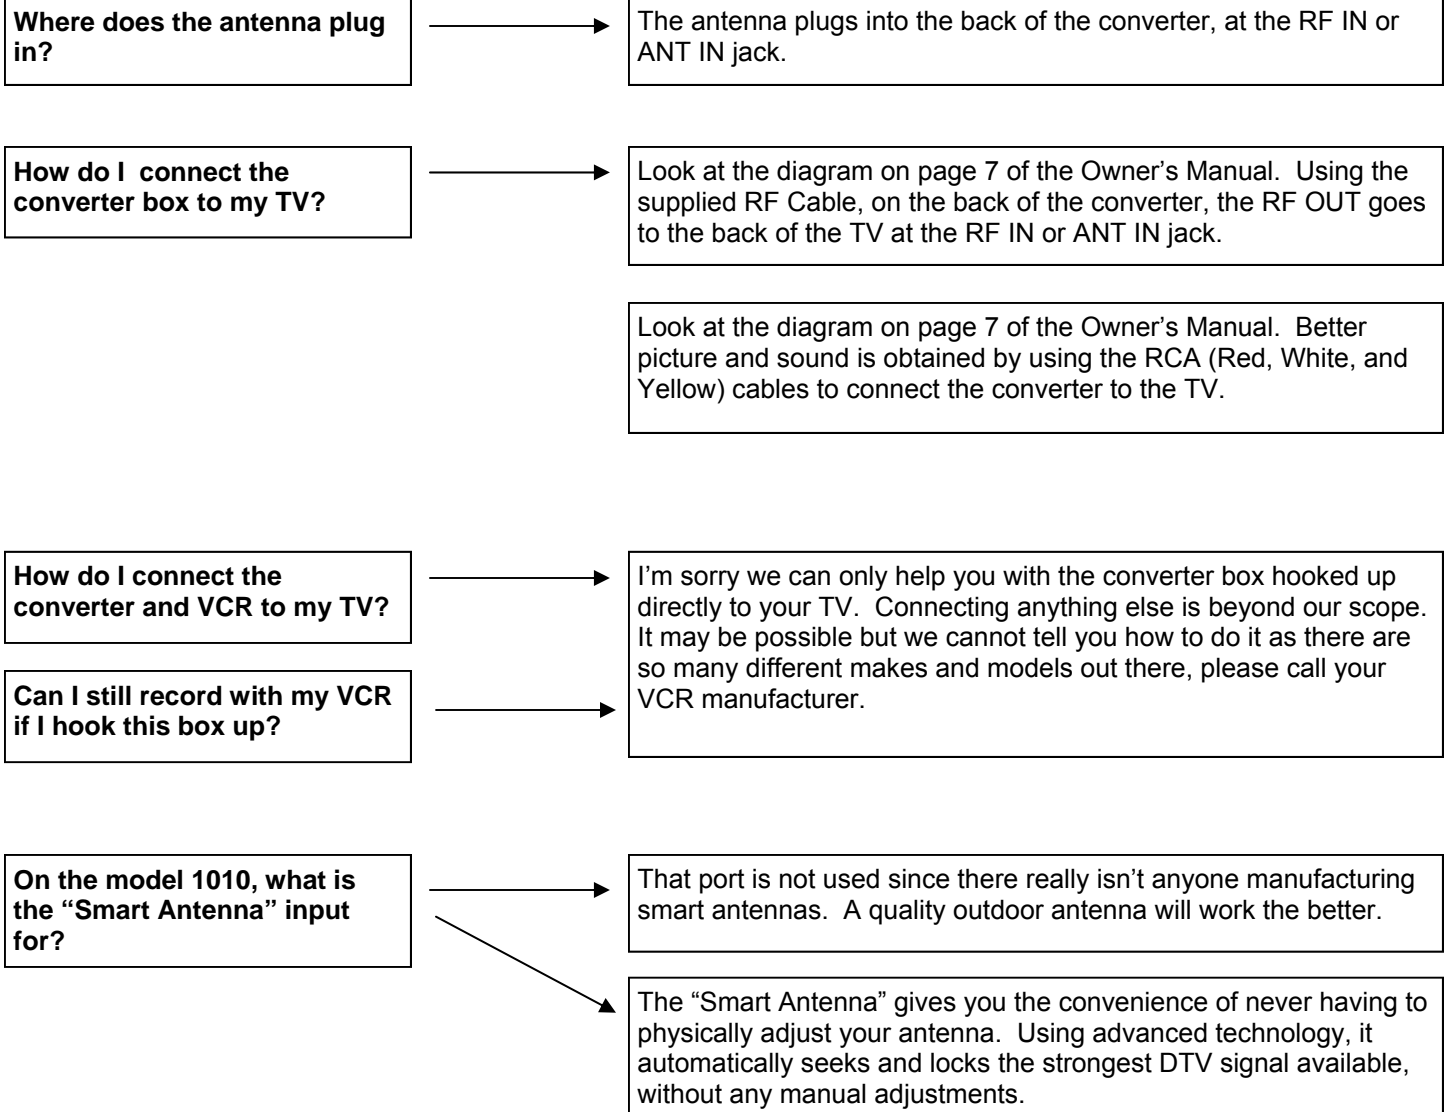 Where does the antenna plug
in?
The antenna plugs into the back of the converter, at the RF IN or
ANT IN jack.
How do I  connect the
converter box to my TV?
Look at the diagram on page 7 of the Owner’s Manual.  Using the
supplied RF Cable, on the back of the converter, the RF OUT goes
to the back of the TV at the RF IN or ANT IN jack.
Look at the diagram on page 7 of the Owner’s Manual.  Better
picture and sound is obtained by using the RCA (Red, White, and
Yellow) cables to connect the converter to the TV.
How do I connect the
converter and VCR to my TV?
Can I still record with my VCR
if I hook this box up?
I’m sorry we can only help you with the converter box hooked up
directly to your TV.  Connecting anything else is beyond our scope.
It may be possible but we cannot tell you how to do it as there are
so many different makes and models out there, please call your
VCR manufacturer.
On the model 1010, what is
the “Smart Antenna” input
for?
That port is not used since there really isn’t anyone manufacturing
smart antennas.  A quality outdoor antenna will work the better.
The “Smart Antenna” gives you the convenience of never having to
physically adjust your antenna.  Using advanced technology, it
automatically seeks and locks the strongest DTV signal available,
without any manual adjustments.